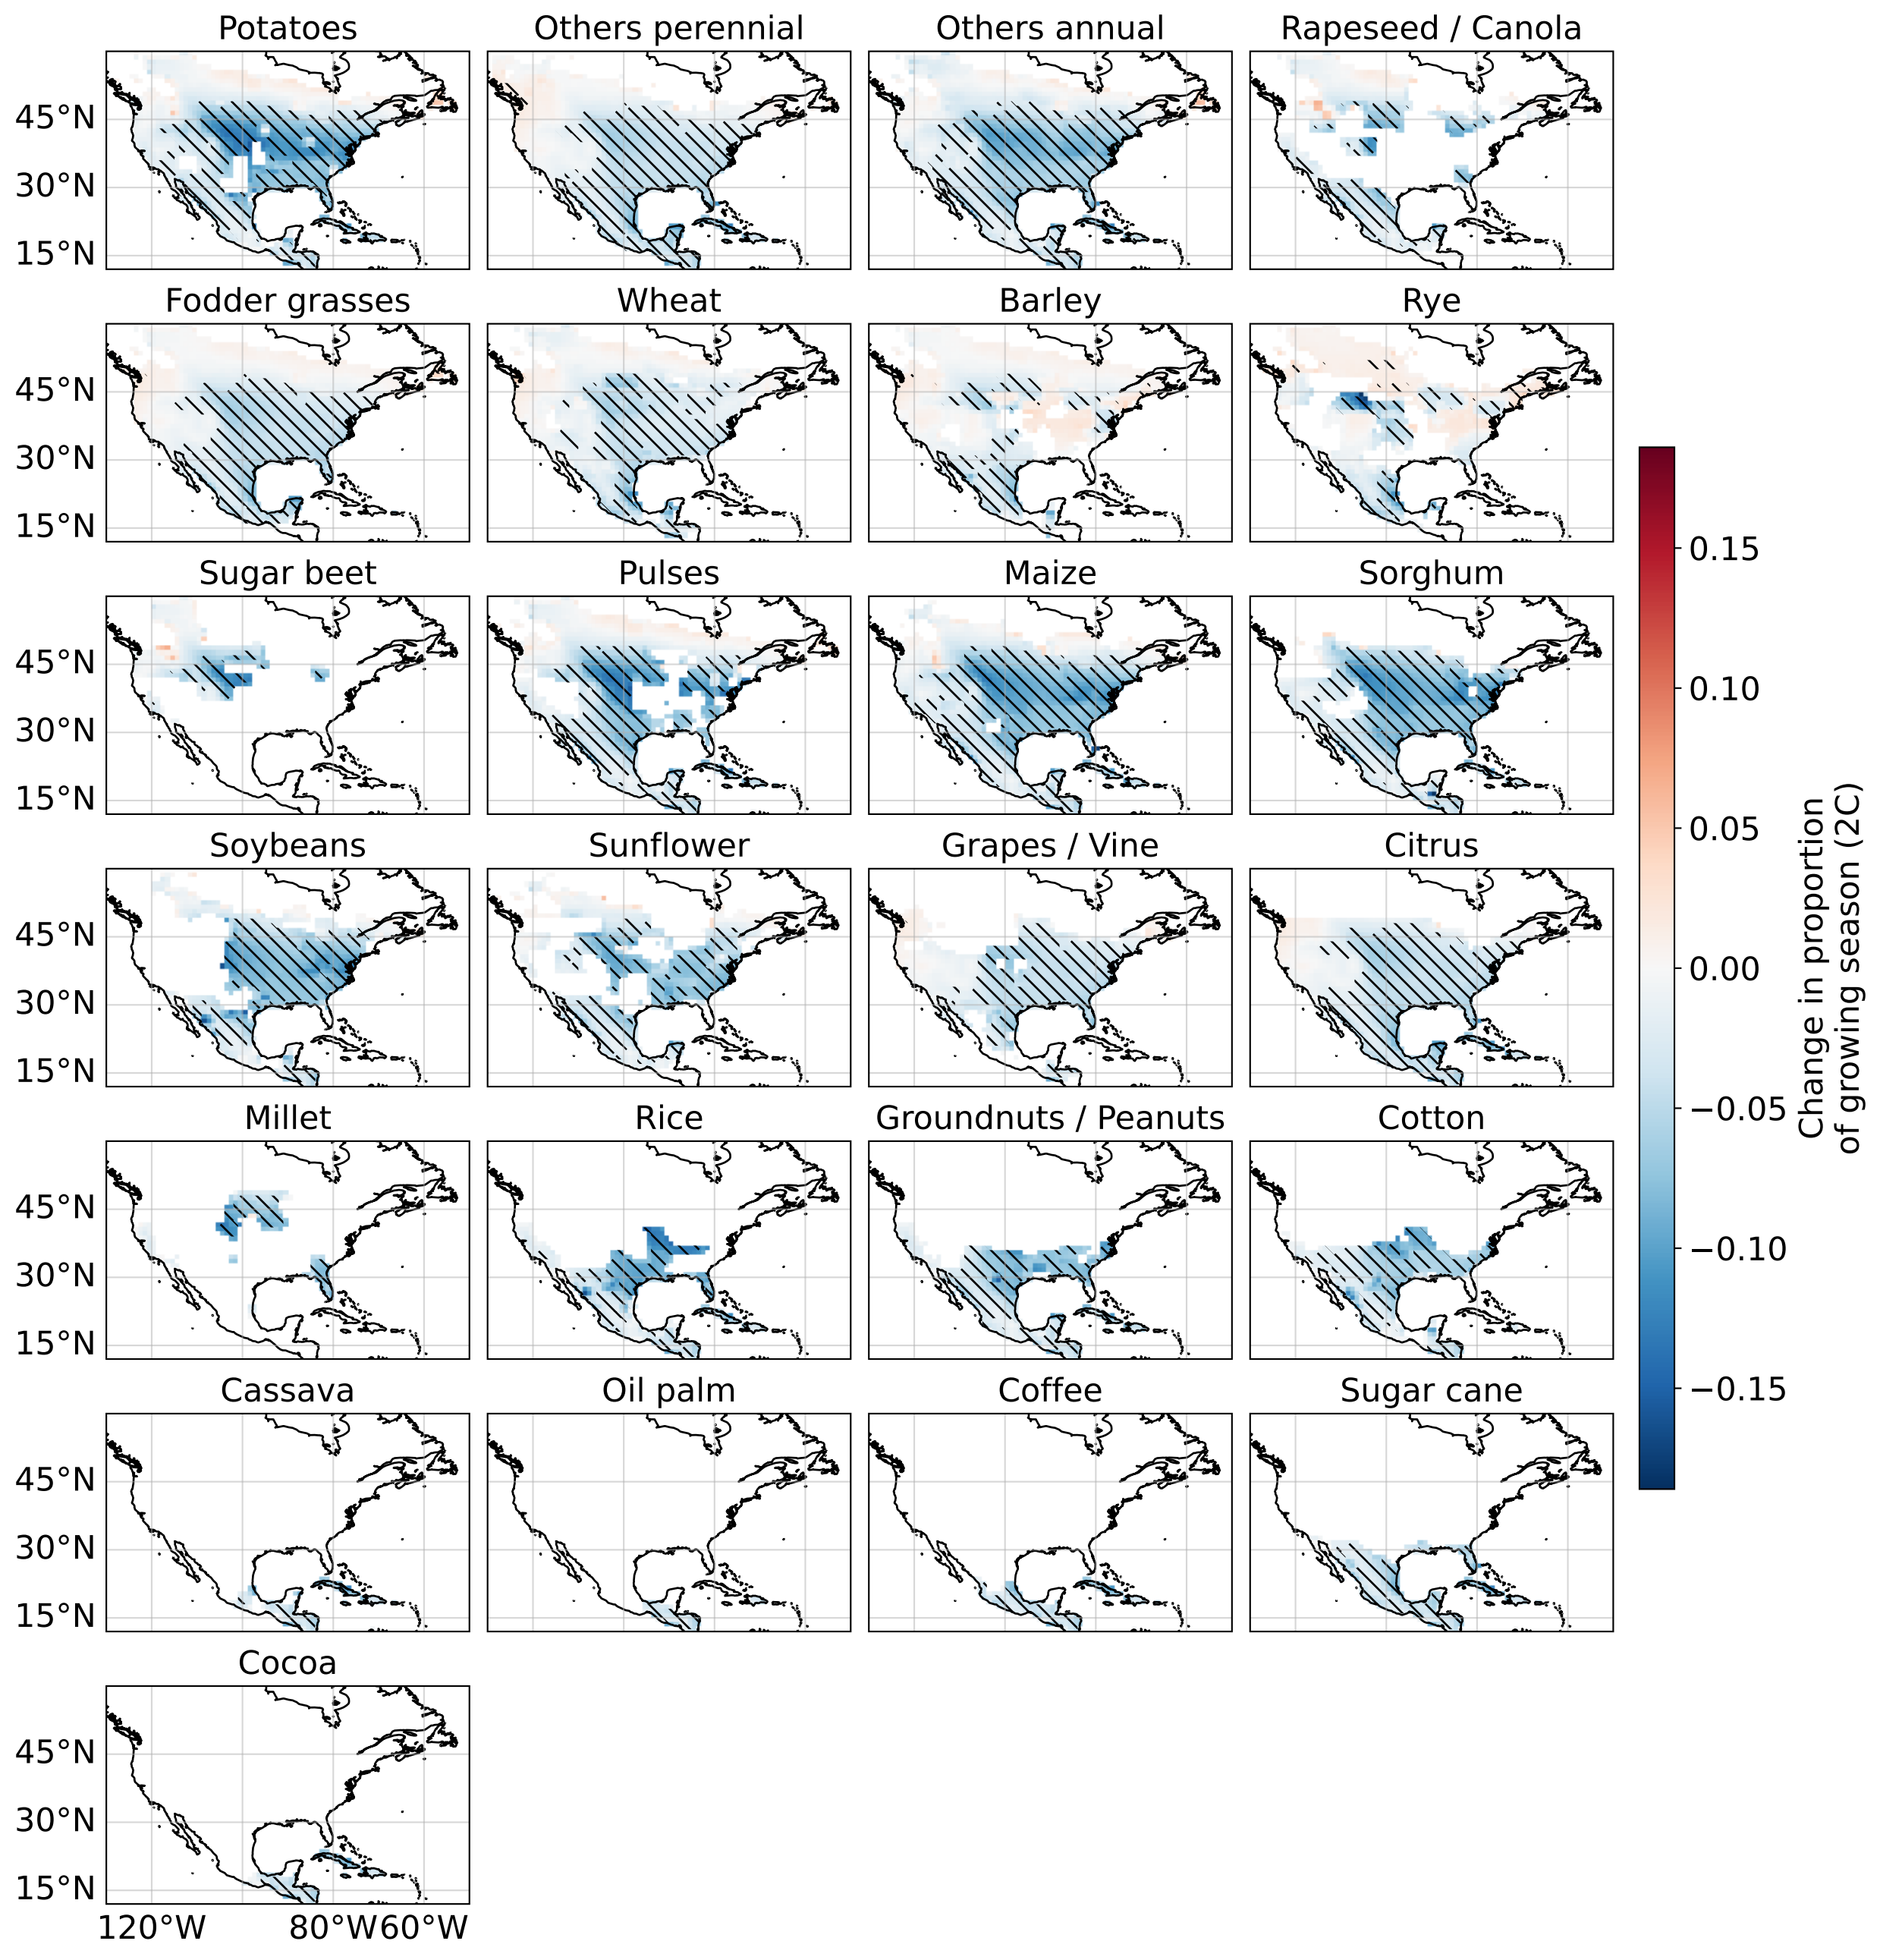 Potatoes Others perennial Others annual Rapeseed / Canola
45°N
30°N
15°N
Fodder grasses Wheat Barley Rye
45°N
30°N
15°N
Sugar beet Pulses Maize Sorghum
45°N
30°N
15°N
Soybeans Sunflower Grapes / Vine Citrus
45°N
30°N
15°N
Millet Rice Groundnuts / Peanuts Cotton
45°N
30°N
15°N
Cassava Oil palm Coffee Sugar cane
45°N
30°N
15°N
Cocoa
45°N
30°N
15°N
120°W 80°W 60°W
0.15
0.10
0.05
0.00
−0.05
−0.10
−0.15
Change in proportion
of growing season (2C)